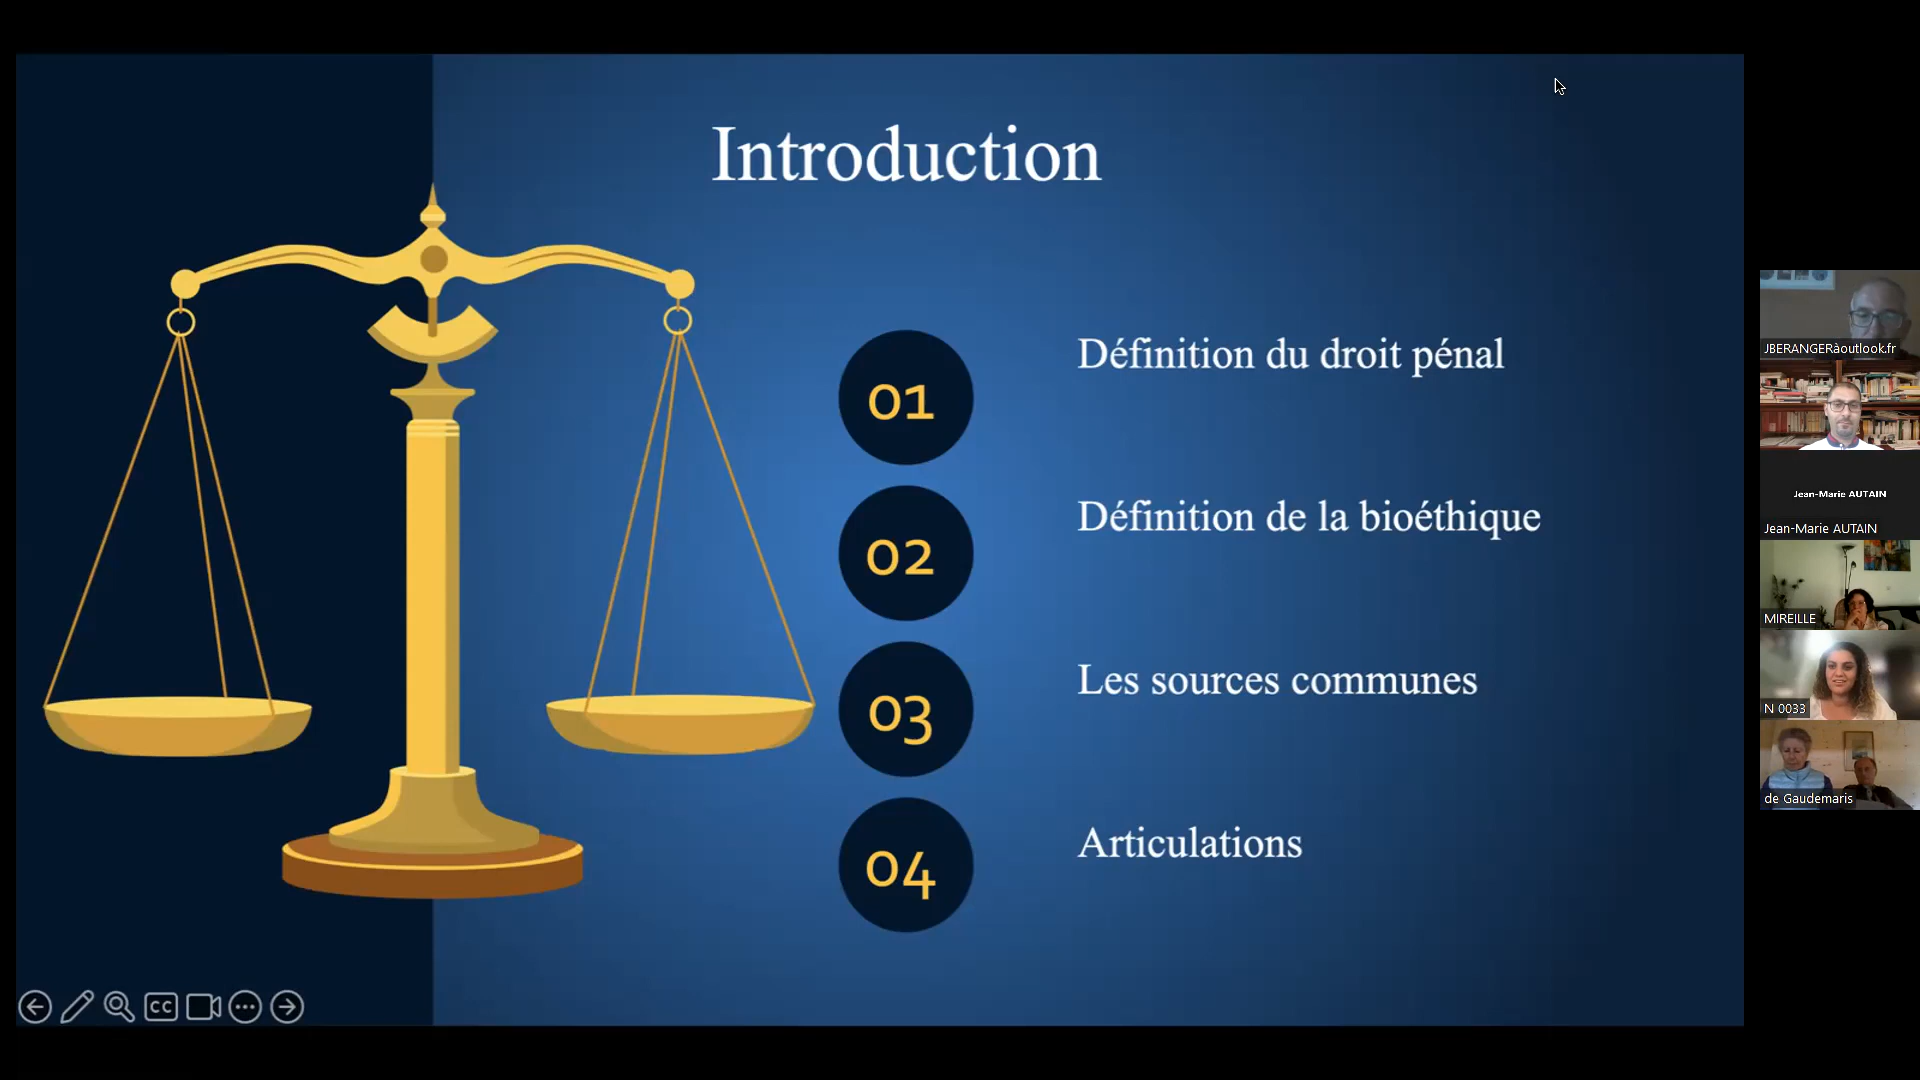 Introduction
01
Définition du droit pénal
02
Définition de la bioéthique
03
Les sources communes
04
Articulations
CC
JBERANGERàoutlook.fr
Jean-Marie AUTAIN
Jean-Marie AUTAIN
MIREILLE
N 0033
de Gaudemaris